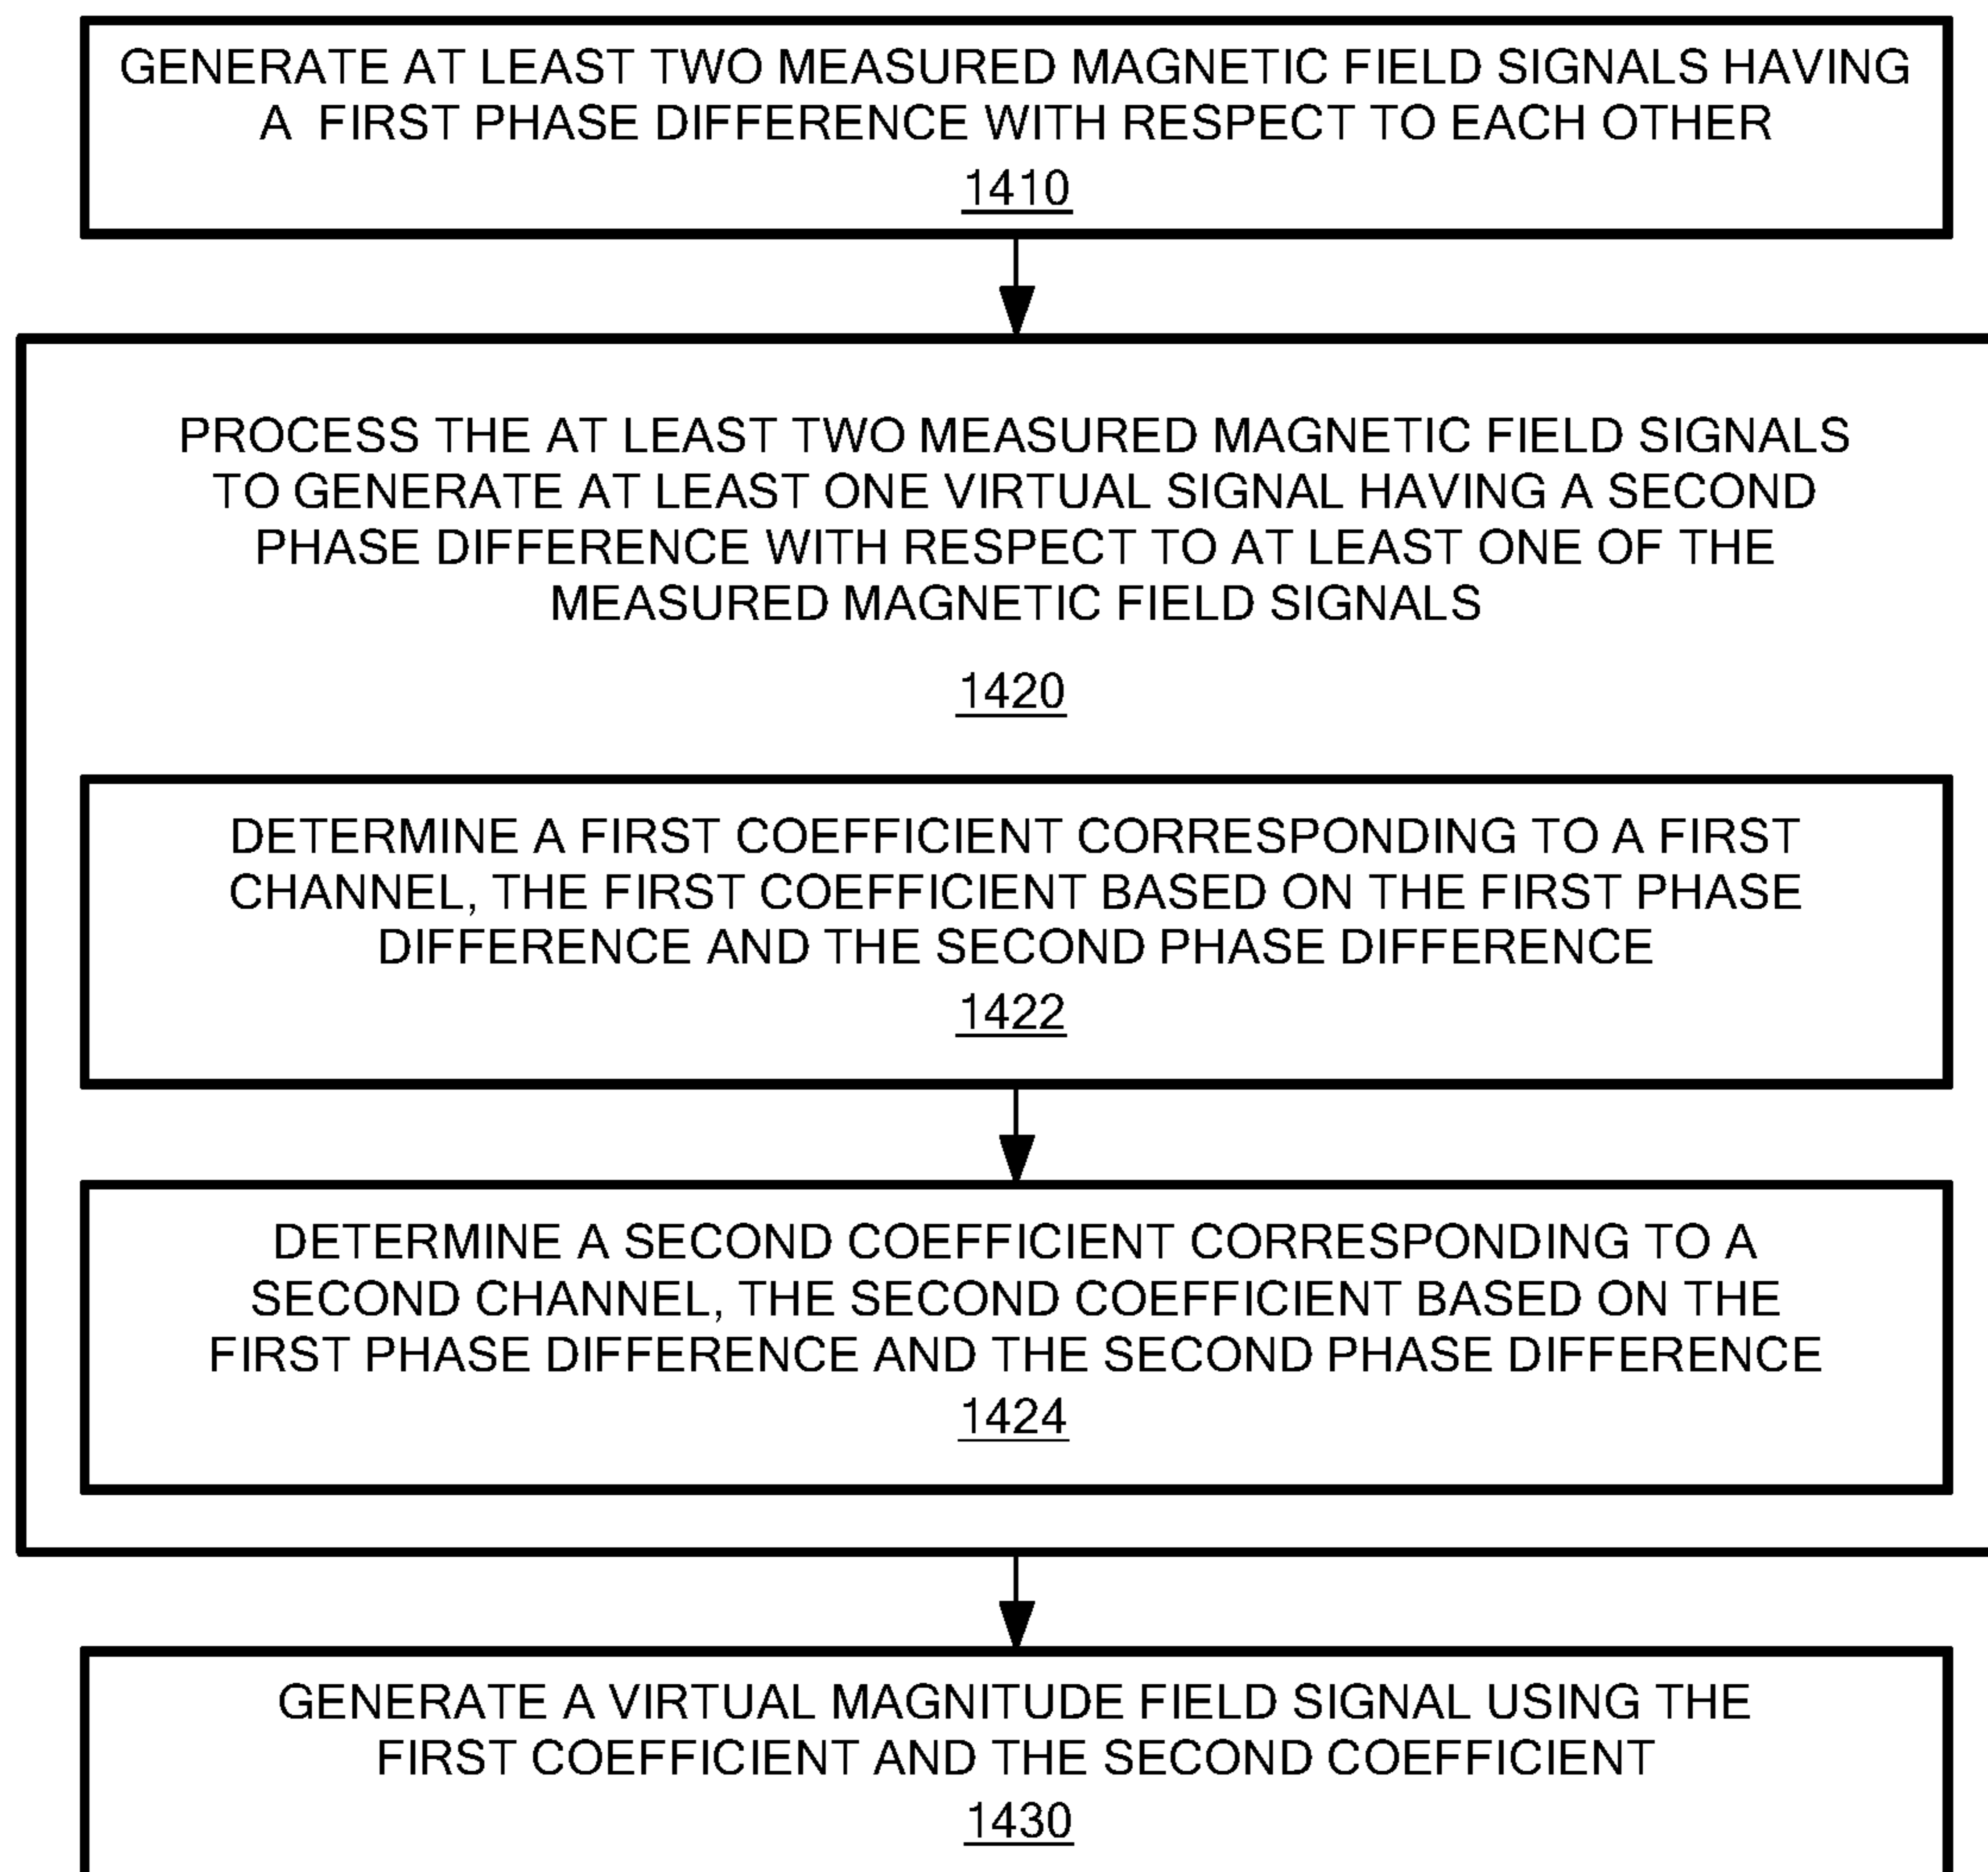 GENERATE AT LEAST TWO MEASURED MAGNETIC FIELD SIGNALS HAVING
A FIRST PHASE DIFFERENCE WITH RESPECT TO EACH OTHER
1410
PROCESS THE AT LEAST TWO MEASURED MAGNETIC FIELD SIGNALS
TO GENERATE AT LEAST ONE VIRTUAL SIGNAL HAVING A SECOND
PHASE DIFFERENCE WITH RESPECT TO AT LEAST ONE OF THE
MEASURED MAGNETIC FIELD SIGNALS
1420
DETERMINE A FIRST COEFFICIENT CORRESPONDING TO A FIRST
CHANNEL, THE FIRST COEFFICIENT BASED ON THE FIRST PHASE
DIFFERENCE AND THE SECOND PHASE DIFFERENCE
1422
DETERMINE A SECOND COEFFICIENT CORRESPONDING TO A
SECOND CHANNEL, THE SECOND COEFFICIENT BASED ON THE
FIRST PHASE DIFFERENCE AND THE SECOND PHASE DIFFERENCE
1424
GENERATE A VIRTUAL MAGNITUDE FIELD SIGNAL USING THE
FIRST COEFFICIENT AND THE SECOND COEFFICIENT
1430